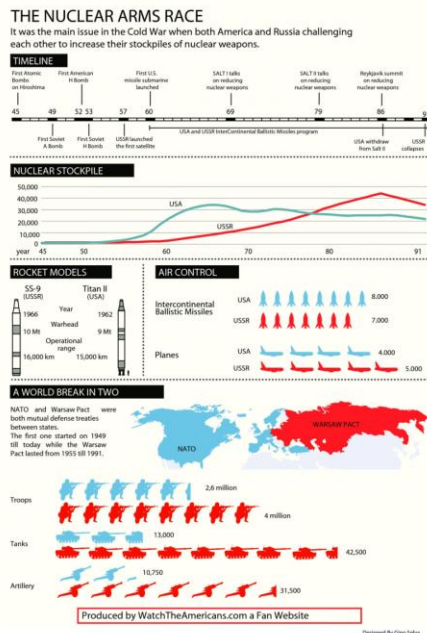 THE NUCLEAR ARMS RACE
It was the main issue in the Cold War when both America and Russia challenging
each other to increase their stockpiles of nuclear weapons.
TIMELINE
First Atomic
Bombs
on Hiroshima
First American
H Bomb
First U.S.
missile submarine
launched
SALT I talks
on reducing
nuclear weapons
SALT II talks
on reducing
nuclear weapons
Reykjavik summit
on reducing
nuclear weapons
45 49 52 53 57 60 69 79 86 9
First Soviet
A Bomb
First Soviet
H Bomb
USSR launched
the first satellite
USA and USSR InterContinental Ballistic Missiles program
USA withdraw
from Salt II
USSR
collapses
NUCLEAR STOCKPILE
50,000
40,000
30,000
20,000
10,000
0
USA
USSR
year 45 50 60 70 80 91
ROCKET MODELS
SS-9
(USSR)
Titan II
(USA)
Year
1966 1962
Warhead
10 Mt 9 Mt
Operational
range
16,000 km 15,000 km
AIR CONTROL
Intercontinental
Ballistic Missiles
USA 8.000
USSR 7.000
Planes
USA 4.000
USSR 5.000
A WORLD BREAK IN TWO
NATO and Warsaw Pact were
both mutual defense treaties
between states.
The first one started on 1949
till today while the Warsaw
Pact lasted from 1955 till 1991.
NATO
WARSAW PACT
Troops
2,6 million
4 million
Tanks
13,000
42,500
Artillery
10,750
31,500
Produced by WatchTheAmericans.com a Fan Website
Designed By